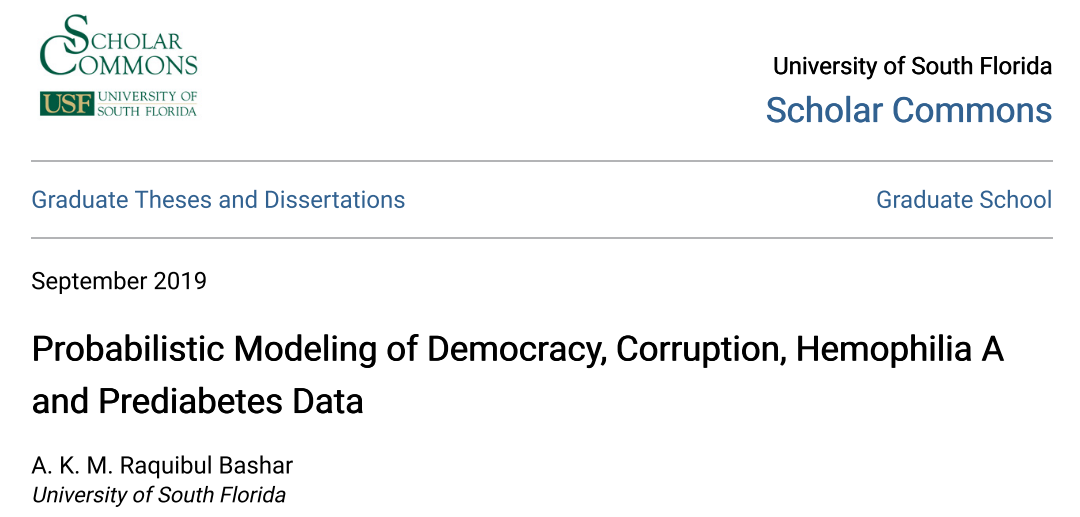 SCHOLAR
COMMONS
USF UNIVERSITY OF
SOUTH FLORIDA
University of South Florida
Scholar Commons
Graduate Theses and Dissertations
Graduate School
September 2019
Probabilistic Modeling of Democracy, Corruption, Hemophilia A
and Prediabetes Data
A. K. M. Raquibul Bashar
University of South Florida